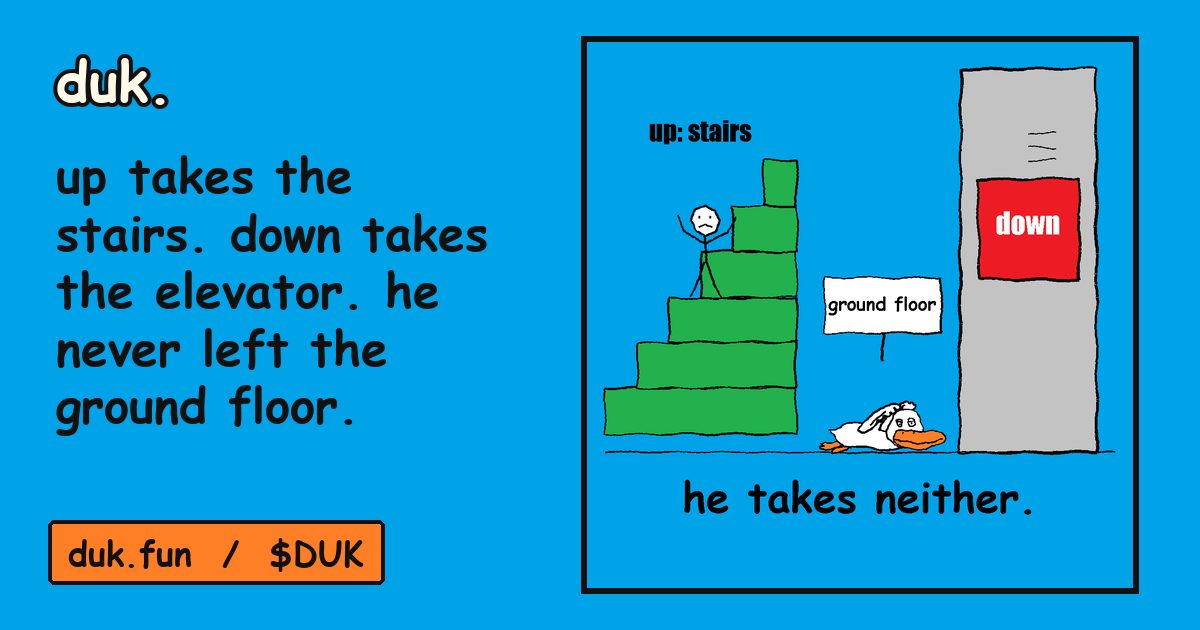 duk.
up takes the
stairs. down takes
the elevator. he
never left the
ground floor.
duk.fun / $DUK
up: stairs
down
ground floor
he takes neither.